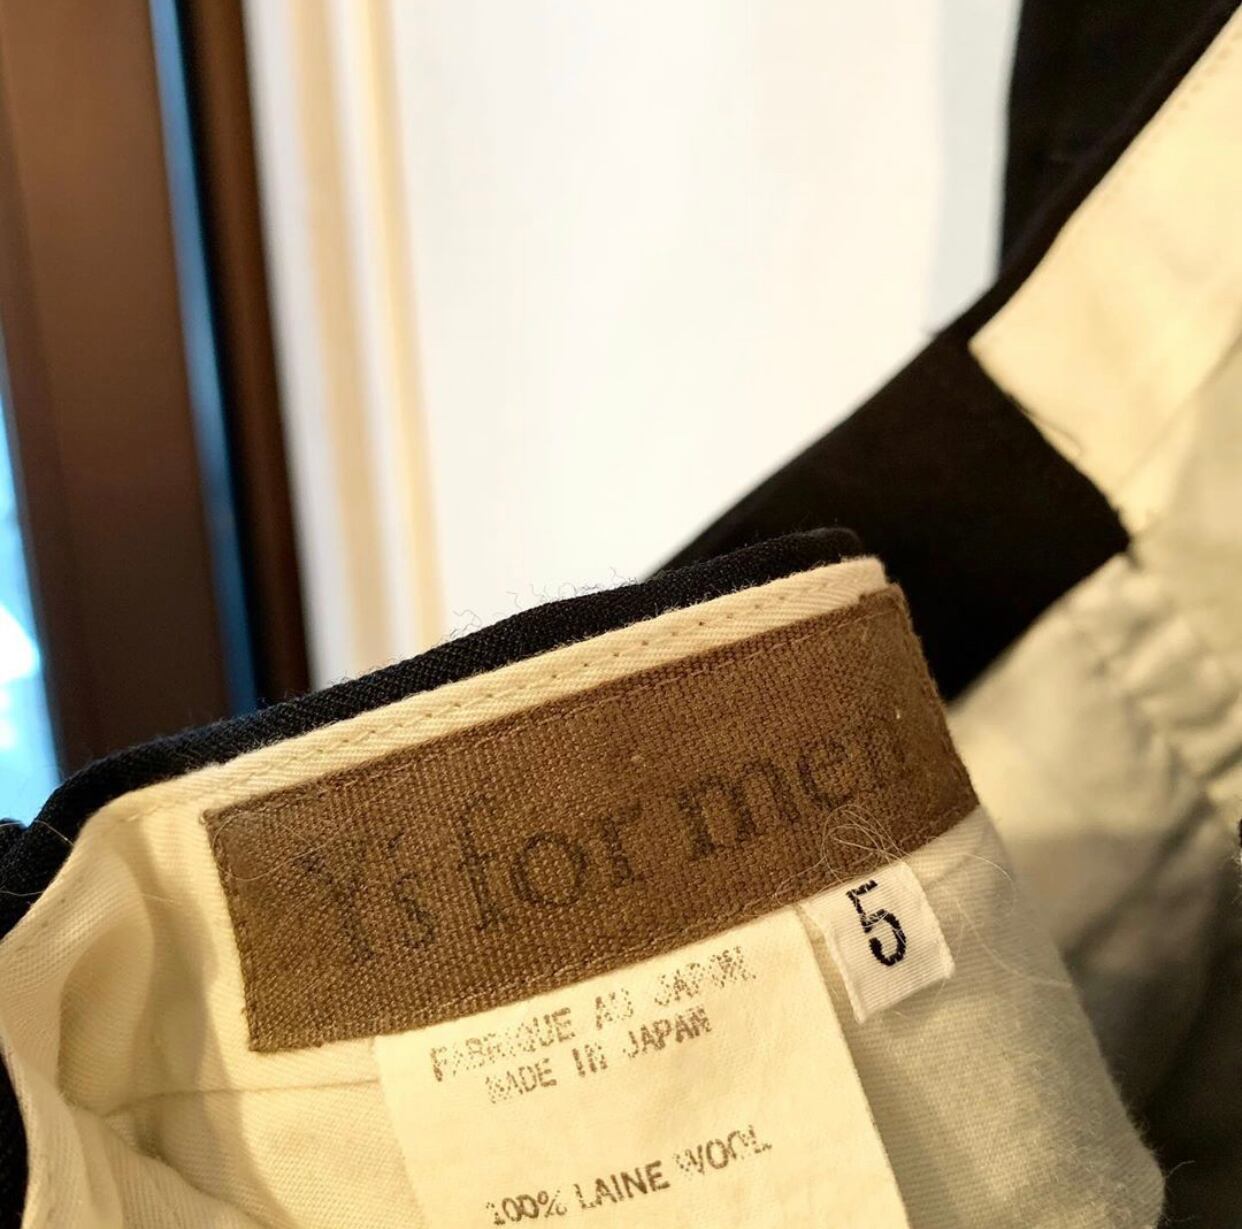 Y's for men
5
FABRIQUE AU JAPON.
MADE IN JAPAN
100% LAINE WOOL